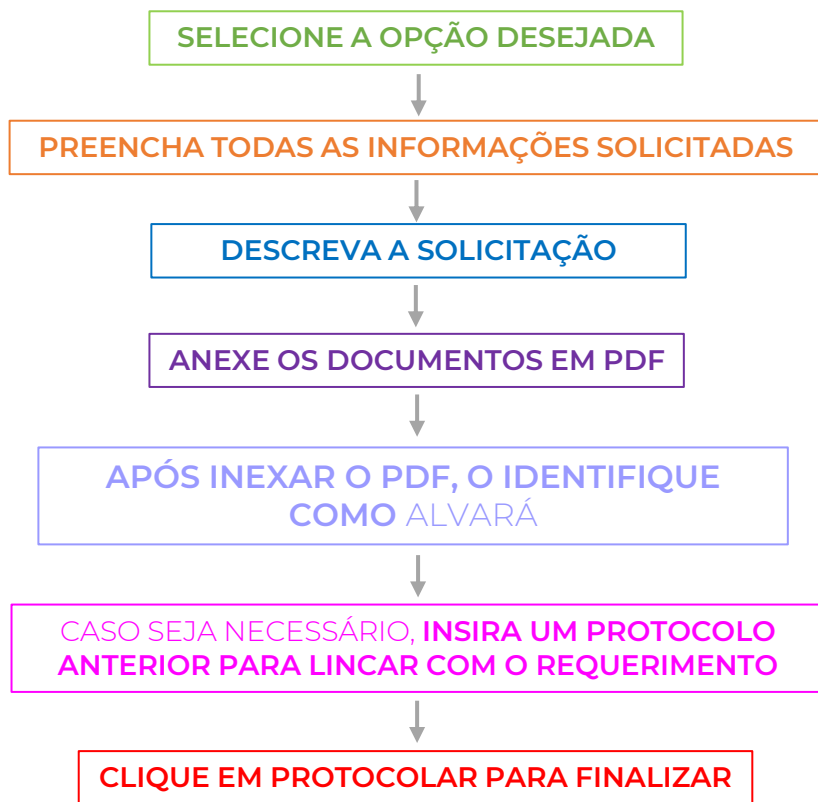 SELECIONE A OPÇÃO DESEJADA
PREENCHA TODAS AS INFORMAÇÕES SOLICITADAS
DESCREVA A SOLICITAÇÃO
ANEXE OS DOCUMENTOS EM PDF
APÓS INEXAR O PDF, O IDENTIFIQUE
COMO ALVARÁ
CASO SEJA NECESSÁRIO, INSIRA UM PROTOCOLO
ANTERIOR PARA LINCAR COM O REQUERIMENTO
CLIQUE EM PROTOCOLAR PARA FINALIZAR